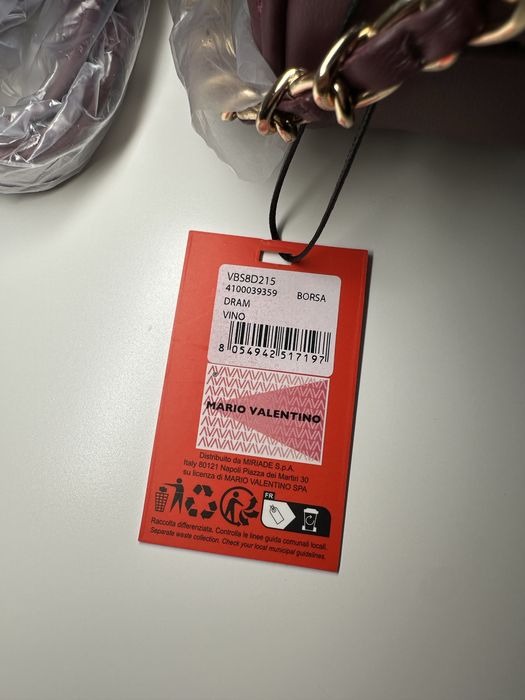 VBS8D215
4100039359 BORSA
DRAM
VINO
8 054942 517197
MARIO VALENTINO
Distribuito da MIRIADE S.p.A.
Italy 80121 Napoli Piazza dei Martiri 30
su licenza di MARIO VALENTINO SPA
FR
Raccolta differenziata. Controlla le linee guida comunali locali.
Separate waste collection. Check your local municipal guidelines.